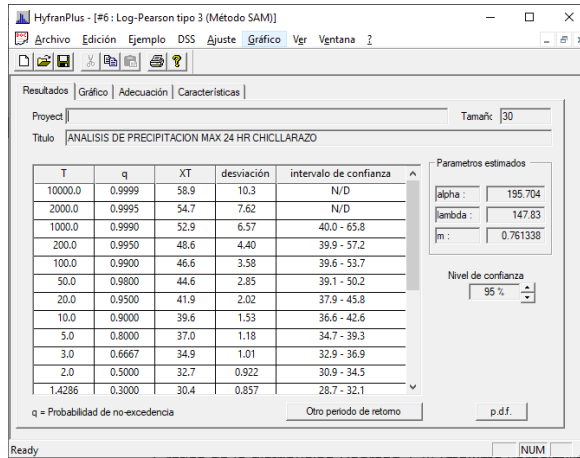 HyfranPlus - [#6 : Log-Pearson tipo 3 (Método SAM)]
Archivo Edición Ejemplo DSS Ajuste Gráfico Ver Ventana ?
Resultados Gráfico Adecuación Características
Proyect Tamañc 30
Titulo ANALISIS DE PRECIPITACION MAX 24 HR CHICLLARAZO
T q XT desviación intervalo de confianza
10000.0 0.9999 58.9 10.3 N/D
2000.0 0.9995 54.7 7.62 N/D
1000.0 0.9990 52.9 6.57 40.0 - 65.8
200.0 0.9950 48.6 4.40 39.9 - 57.2
100.0 0.9900 46.6 3.58 39.6 - 53.7
50.0 0.9800 44.6 2.85 39.1 - 50.2
20.0 0.9500 41.9 2.02 37.9 - 45.8
10.0 0.9000 39.6 1.53 36.6 - 42.6
5.0 0.8000 37.0 1.18 34.7 - 39.3
3.0 0.6667 34.9 1.01 32.9 - 36.9
2.0 0.5000 32.7 0.922 30.9 - 34.5
1.4286 0.3000 30.4 0.857 28.7 - 32.1
Parametros estimados
alpha : 195.704
lambda : 147.83
m : 0.761338
Nivel de confianza
95 %
q = Probabilidad de no-excedencia
Otro periodo de retorno
p.d.f.
Ready NUM